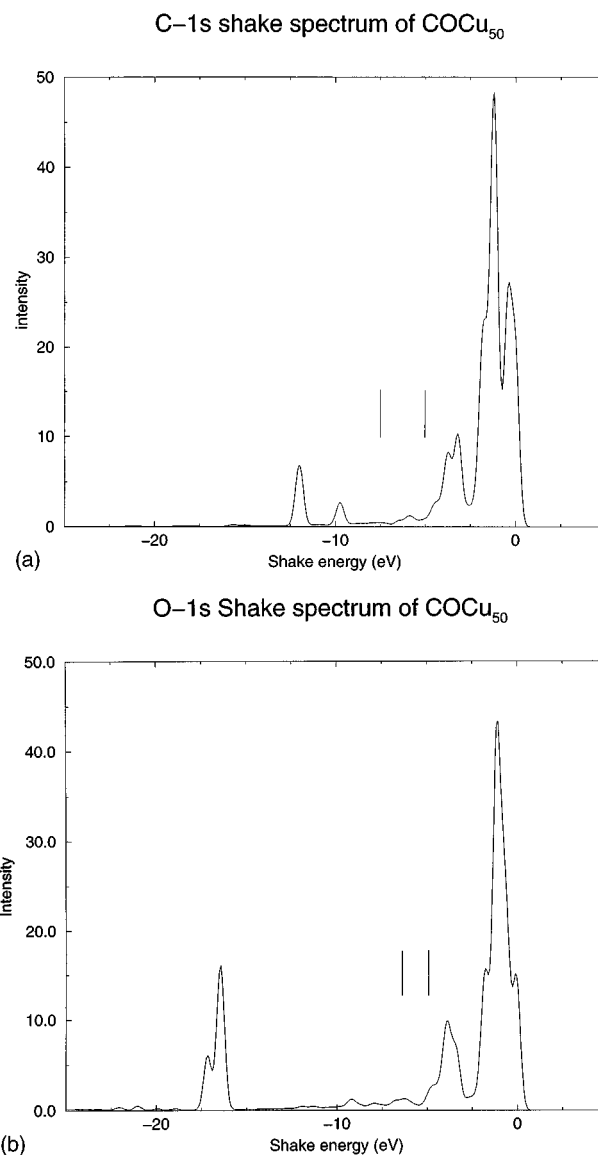 C−1s shake spectrum of COCu50
50
40
30
20
10
0
intensity
−20
−10
0
Shake energy (eV)
(a)
O−1s Shake spectrum of COCu50
50.0
40.0
30.0
20.0
10.0
0.0
Intensity
−20
−10
0
Shake energy (eV)
(b)